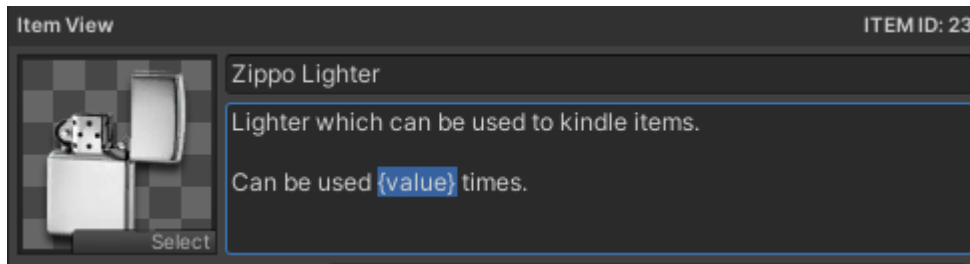 Item View
ITEM ID: 23
Zippo Lighter
Lighter which can be used to kindle items.
Can be used {value} times.
Select